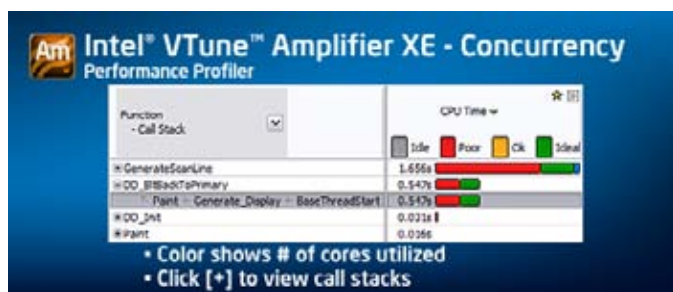 Am
Intel® VTune™ Amplifier XE - Concurrency
Performance Profiler
Function
- Call Stack
CPU Time
Idle Poor Ok Ideal
GenerateScanLine 1.656s
DD_BltBackToPrimary 0.547s
Paint Generate_Display BaseThreadStart 0.547s
DD_Init 0.031s
Paint 0.016s
• Color shows # of cores utilized
• Click [+] to view call stacks